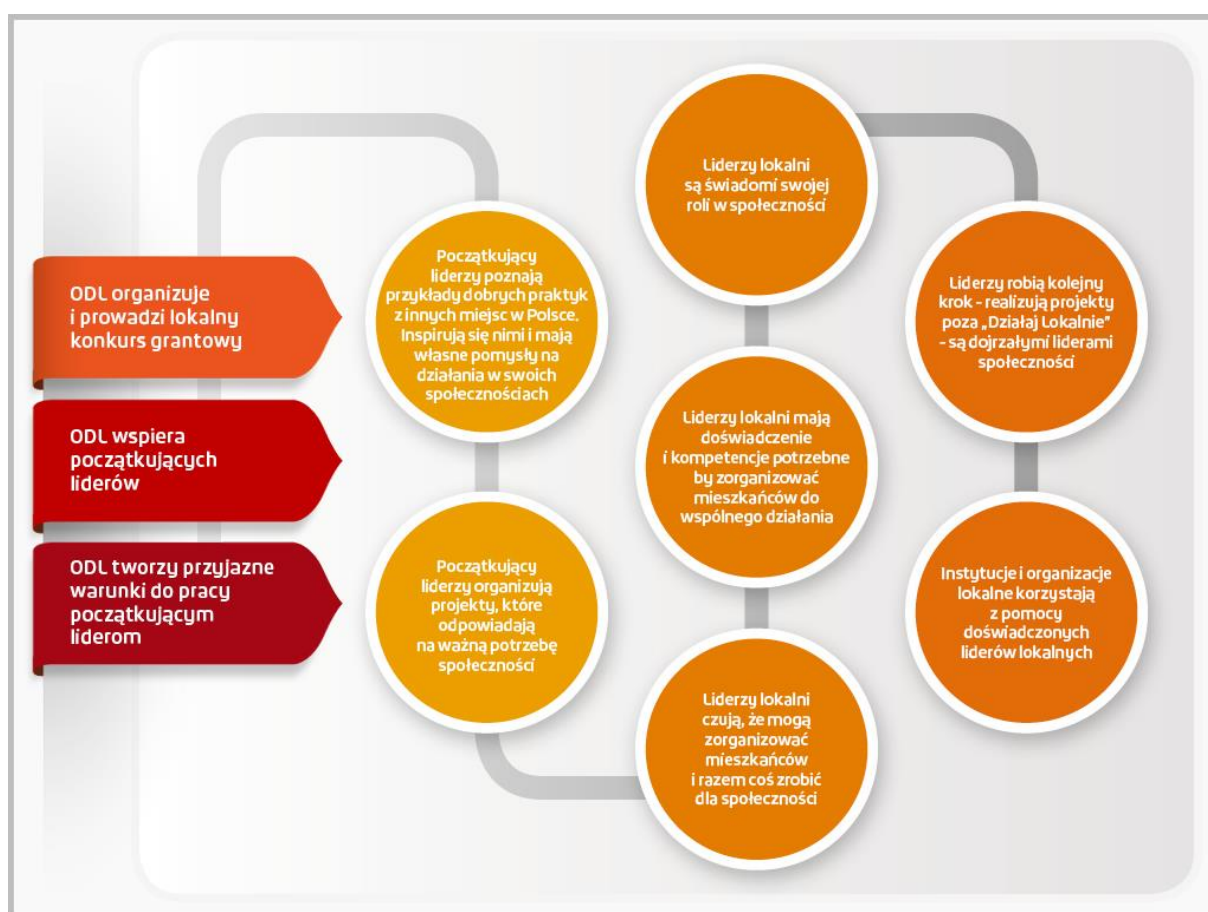 ODL organizuje
i prowadzi lokalny
konkurs grantowy
ODL wspiera
początkujących
liderów
ODL tworzy przyjazne
warunki do pracy
początkującym
liderom
Początkujący
liderzy poznają
przykłady dobrych praktyk
z innych miejsc w Polsce.
Inspirują się nimi i mają
własne pomysły na
działania w swoich
społecznościach
Początkujący
liderzy organizują
projekty, które
odpowiadają
na ważną potrzebę
społeczności
Liderzy lokalni
czują, że mogą
zorganizować
mieszkańców
i razem coś zrobić
dla społeczności
Liderzy lokalni mają
doświadczenie
i kompetencje potrzebne
by zorganizować
mieszkańców do
wspólnego działania
Liderzy lokalni
są świadomi swojej
roli w społeczności
Liderzy robią kolejny
krok - realizują projekty
poza „Działaj Lokalnie”
- są dojrzałymi liderami
społeczności
Instytucje i organizacje
lokalne korzystają
z pomocy
doświadczonych
liderów lokalnych